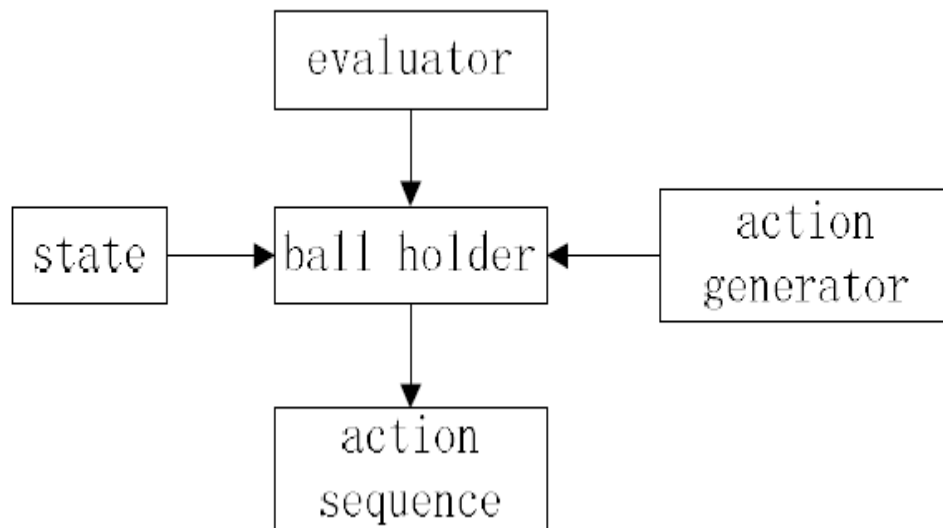 evaluator
state
ball holder
action
generator
action
sequence